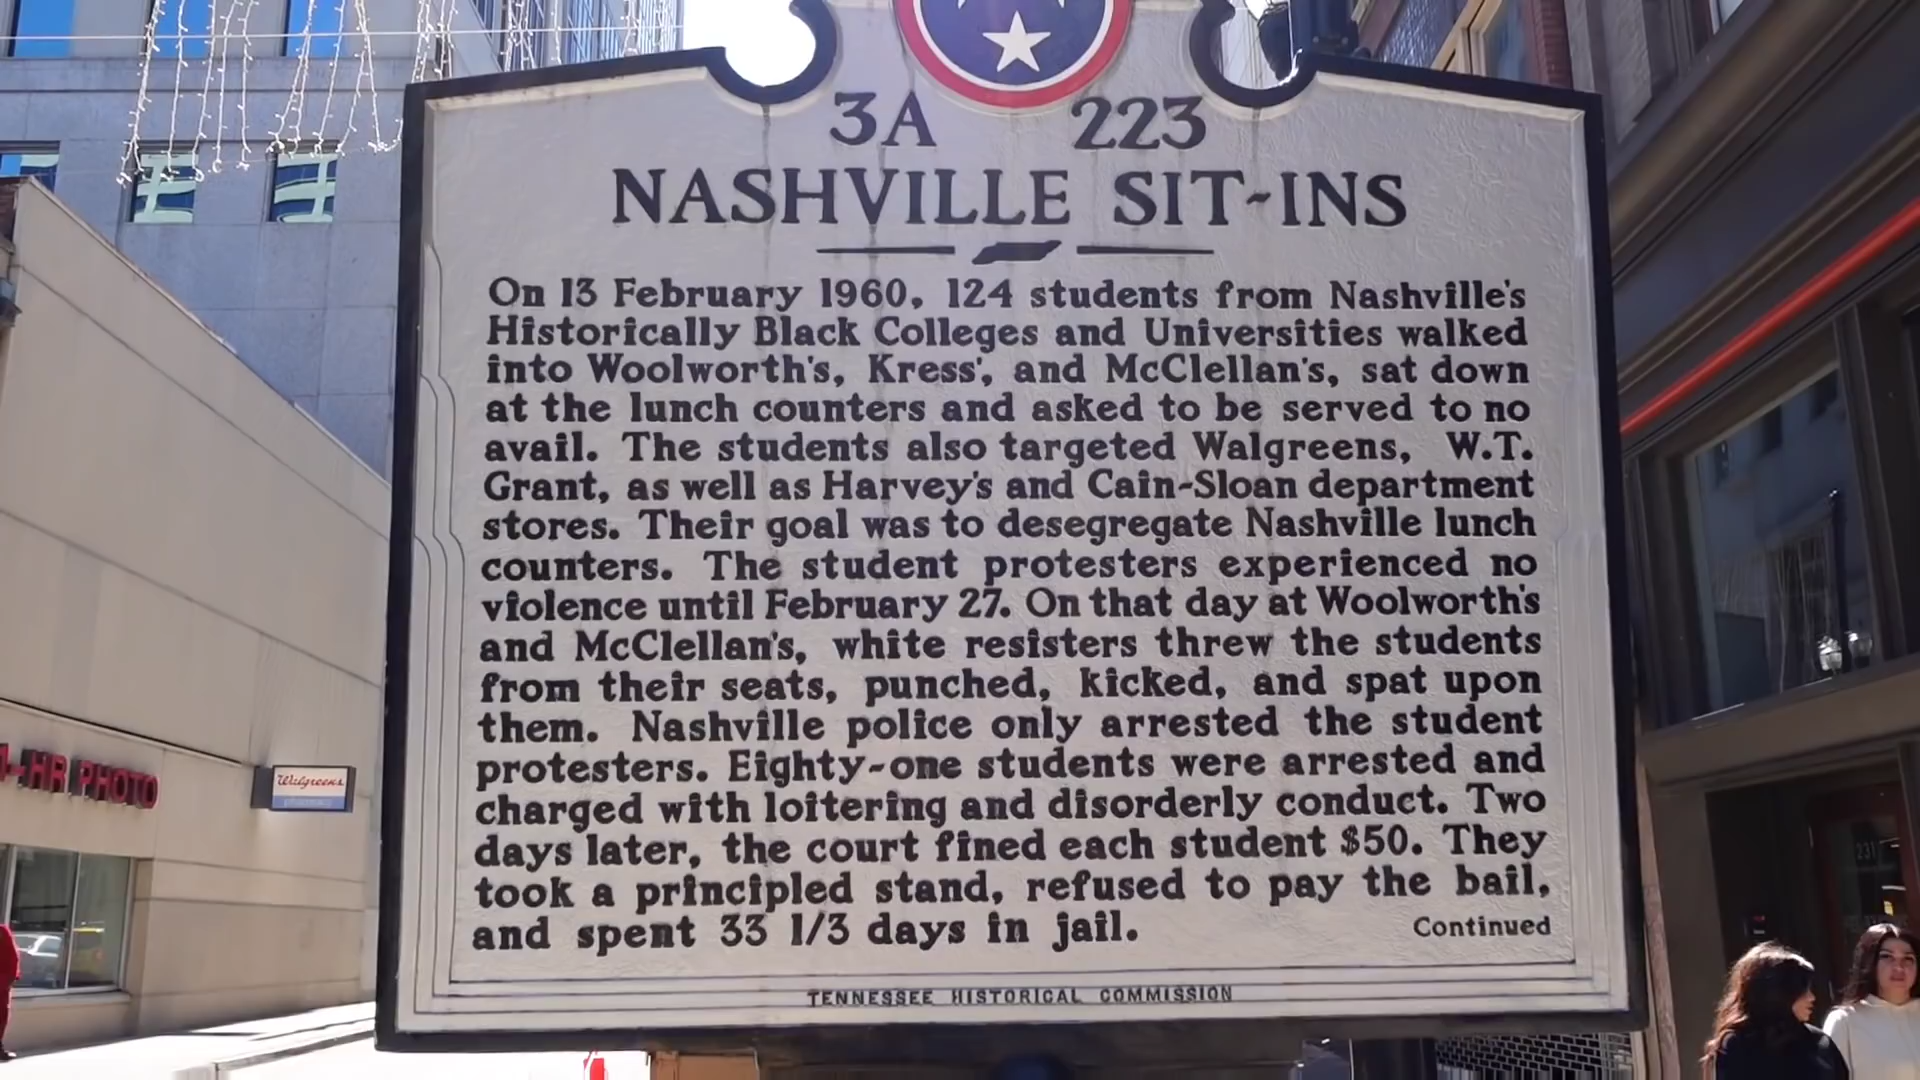 3A 223
NASHVILLE SIT-INS
On 13 February 1960, 124 students from Nashville's
Historically Black Colleges and Universities walked
into Woolworth's, Kress', and McClellan's, sat down
at the lunch counters and asked to be served to no
avail. The students also targeted Walgreens, W.T.
Grant, as well as Harvey's and Cain-Sloan department
stores. Their goal was to desegregate Nashville lunch
counters. The student protesters experienced no
violence until February 27. On that day at Woolworth's
and McClellan's, white resisters threw the students
from their seats, punched, kicked, and spat upon
them. Nashville police only arrested the student
protesters. Eighty-one students were arrested and
charged with loitering and disorderly conduct. Two
days later, the court fined each student $50. They
took a principled stand, refused to pay the bail,
and spent 33 1/3 days in jail.
Continued
TENNESSEE HISTORICAL COMMISSION
1-HR PHOTO
Walgreens
231